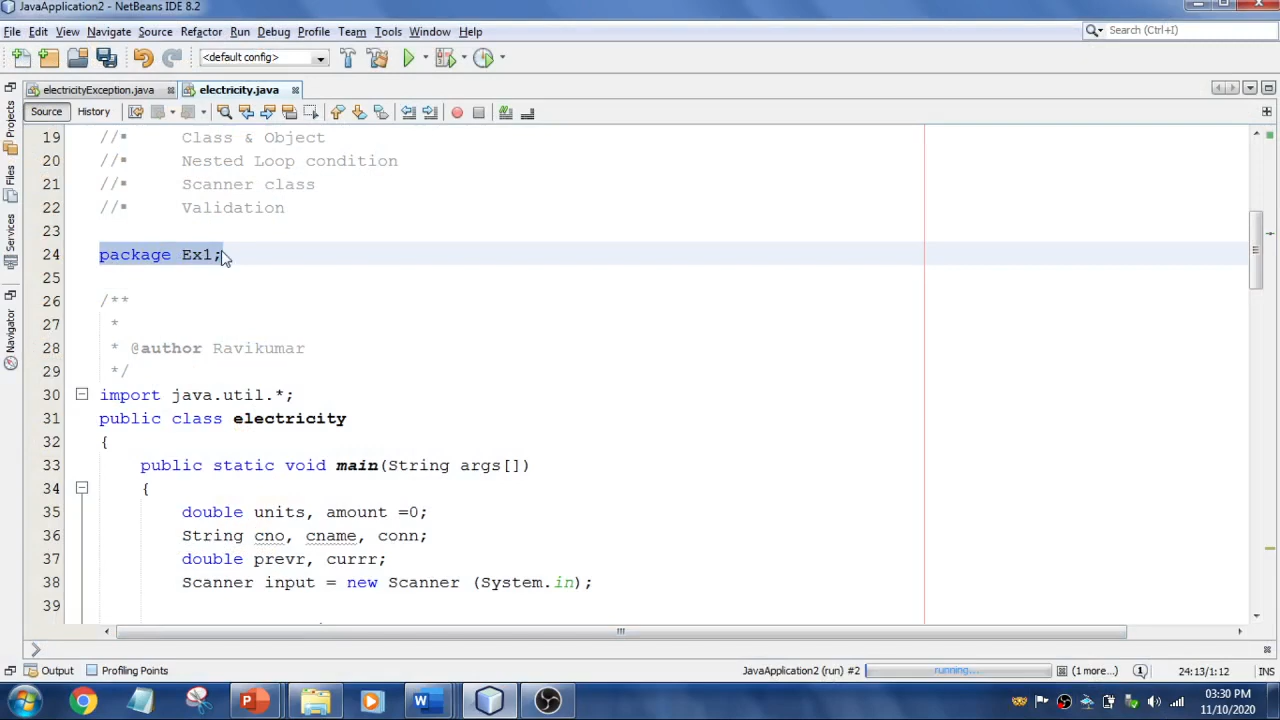 JavaApplication2 - NetBeans IDE 8.2
File Edit View Navigate Source Refactor Run Debug Profile Team Tools Window Help
Search (Ctrl+I)
<default config>
electricityException.java
electricity.java
Source History
Projects
Files
Services
Navigator
19 //▪ Class & Object
20 //▪ Nested Loop condition
21 //▪ Scanner class
22 //▪ Validation
23
24 package Ex1;
25
26 /**
27 *
28 * @author Ravikumar
29 */
30 import java.util.*;
31 public class electricity
32 {
33 public static void main(String args[])
34 {
35 double units, amount =0;
36 String cno, cname, conn;
37 double prevr, currr;
38 Scanner input = new Scanner (System.in);
39
Output Profiling Points
JavaApplication2 (run) #2 running... (1 more...) 24:13/1:12 INS
03:30 PM
11/10/2020